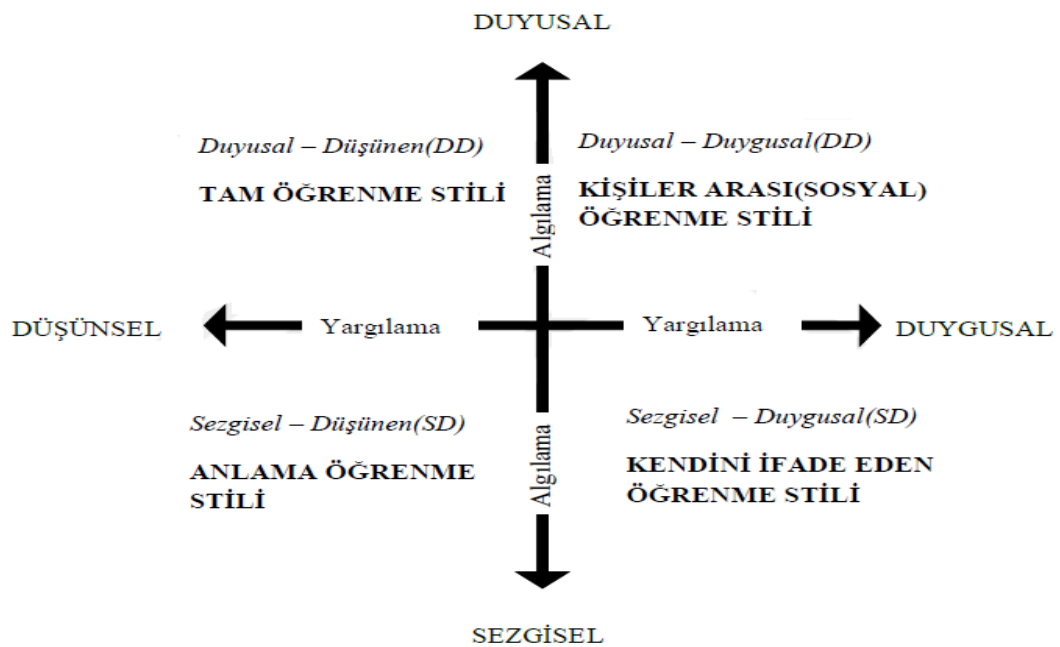 DUYUSAL
Duyusal – Düşünen(DD)
TAM ÖĞRENME STİLİ
Duyusal – Duygusal(DD)
KİŞİLER ARASI(SOSYAL)
ÖĞRENME STİLİ
Algılama
DÜŞÜNSEL
Yargılama
Yargılama
DUYGUSAL
Sezgisel – Düşünen(SD)
ANLAMA ÖĞRENME
STİLİ
Algılama
Sezgisel – Duygusal(SD)
KENDİNİ İFADE EDEN
ÖĞRENME STİLİ
SEZGİSEL